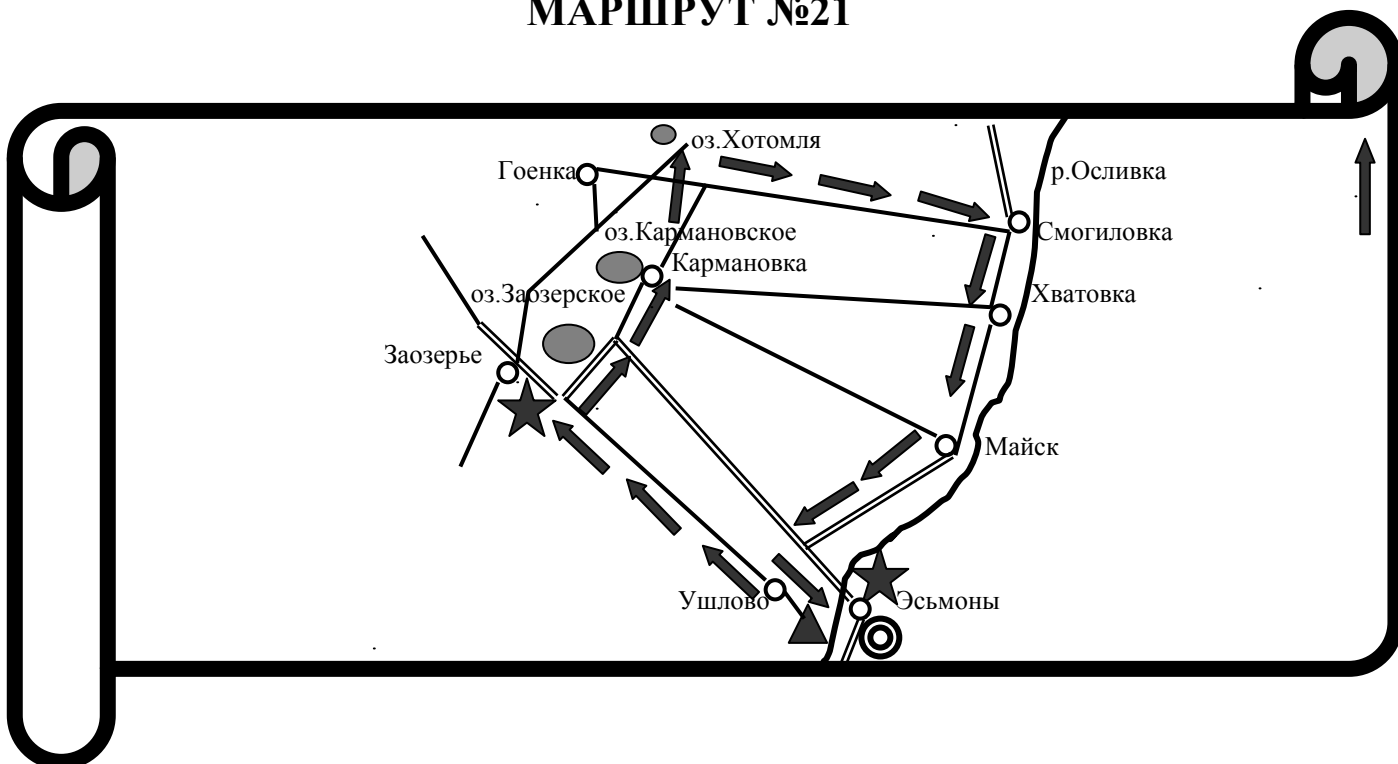 МАРШРУТ №21
оз.Хотомля
Гоенка
р.Осливка
оз.Кармановское
Смогиловка
Кармановка
оз.Заозерское
Хватовка
Заозерье
Майск
Ушлово
Эсьмоны